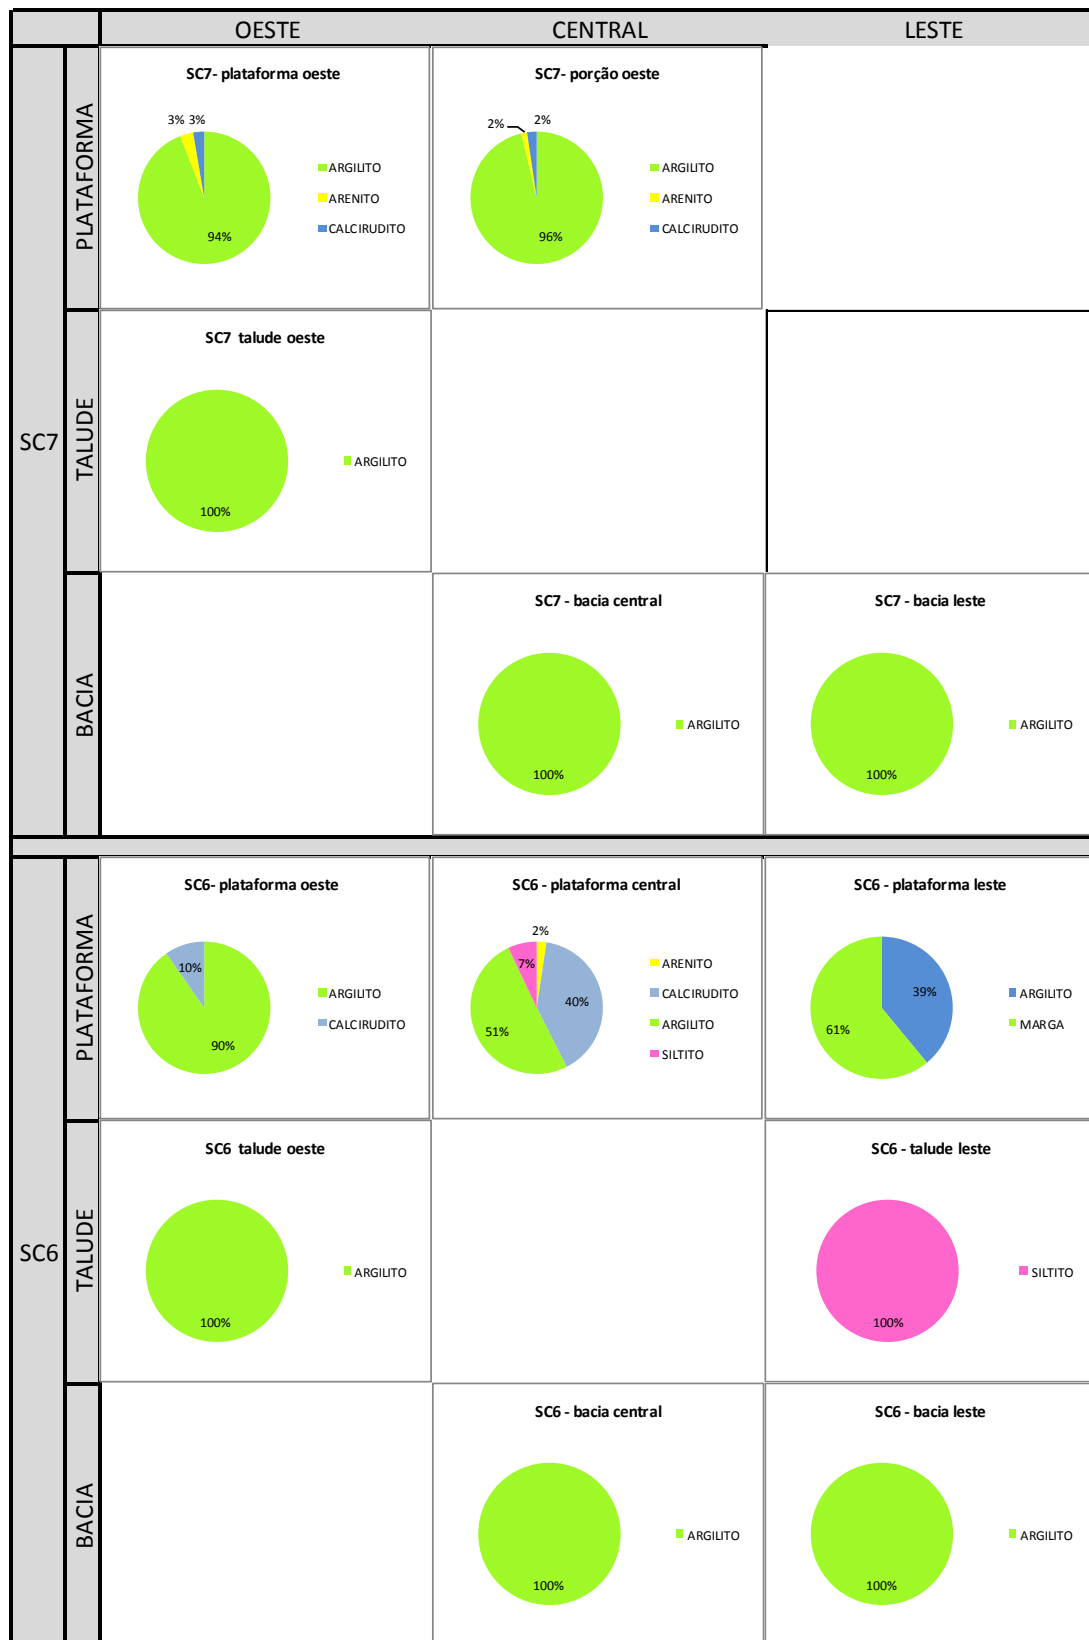 OESTE CENTRAL LESTE
SC7
PLATAFORMA
SC7- plataforma oeste
3% 3%
94%
ARGILITO
ARENITO
CALCIRUDITO
SC7- porção oeste
2% 2%
96%
ARGILITO
ARENITO
CALCIRUDITO
TALUDE
SC7 talude oeste
100%
ARGILITO
BACIA
SC7 - bacia central
100%
ARGILITO
SC7 - bacia leste
100%
ARGILITO
SC6
PLATAFORMA
SC6- plataforma oeste
10%
90%
ARGILITO
CALCIRUDITO
SC6 - plataforma central
2%
7%
40%
51%
ARENITO
CALCIRUDITO
ARGILITO
SILTITO
SC6 - plataforma leste
39%
61%
ARGILITO
MARGA
TALUDE
SC6 talude oeste
100%
ARGILITO
SC6 - talude leste
100%
SILTITO
BACIA
SC6 - bacia central
100%
ARGILITO
SC6 - bacia leste
100%
ARGILITO